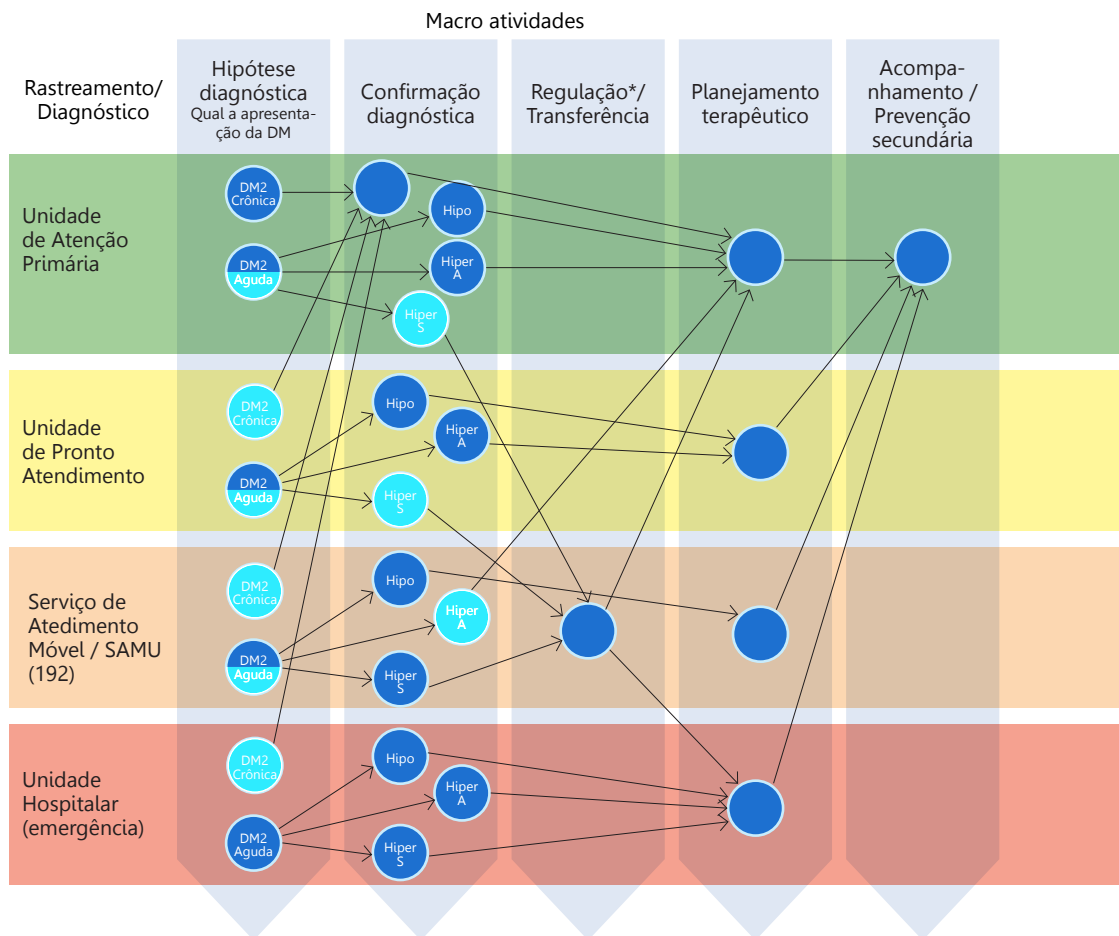 Macro atividades
Rastreamento/
Diagnóstico
Hipótese
diagnóstica
Qual a apresenta-
ção da DM
Confirmação
diagnóstica
Regulação*/
Transferência
Planejamento
terapêutico
Acompa-
nhamento /
Prevenção
secundária
Unidade
de Atenção
Primária
DM2
Crônica
DM2
Aguda
Hipo
Hiper
A
Hiper
S
Unidade
de Pronto
Atendimento
DM2
Crônica
DM2
Aguda
Hipo
Hiper
A
Hiper
S
Serviço de
Atedimento
Móvel / SAMU
(192)
DM2
Crônica
DM2
Aguda
Hipo
Hiper
A
Hiper
S
Unidade
Hospitalar
(emergência)
DM2
Crônica
DM2
Aguda
Hipo
Hiper
A
Hiper
S